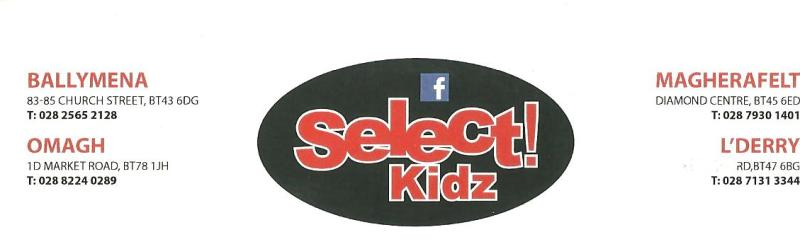 BALLYMENA
83-85 CHURCH STREET, BT43 6DG
T: 028 2565 2128
OMAGH
1D MARKET ROAD, BT78 1JH
T: 028 8224 0289
f
Select!
Kidz
MAGHERAFELT
DIAMOND CENTRE, BT45 6ED
T: 028 7930 1401
L'DERRY
RD,BT47 6BG
T: 028 7131 3344